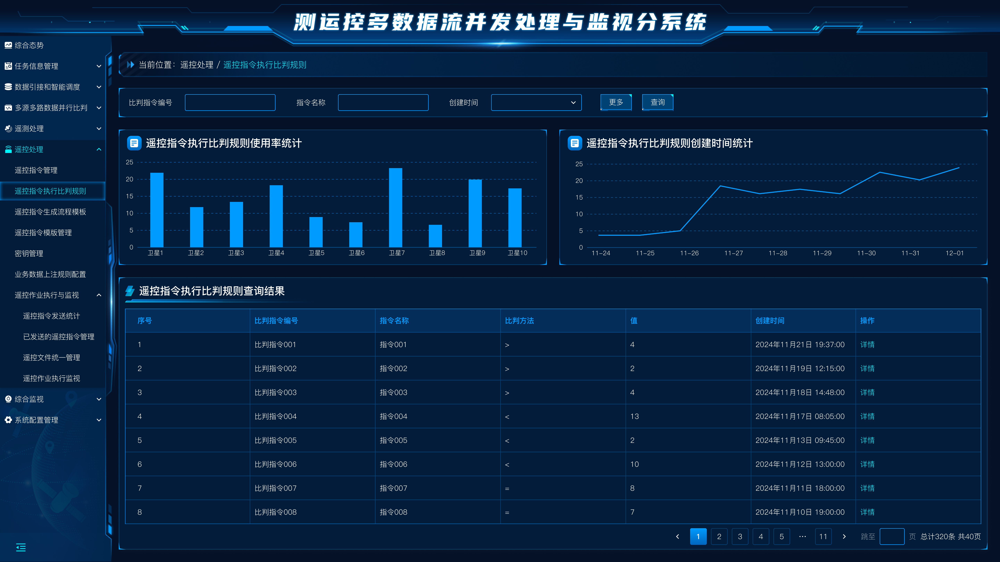 测运控多数据流并发处理与监视分系统
综合态势
任务信息管理
数据引接和智能调度
多源多路数据并行比判
遥测处理
遥控处理
遥控指令管理
遥控指令执行比判规则
遥控指令生成流程模板
遥控指令模版管理
密钥管理
业务数据上注规则配置
遥控作业执行与监视
遥控指令发送统计
已发送的遥控指令管理
遥控文件统一管理
遥控作业执行监视
综合监视
系统配置管理
当前位置：遥控处理 / 遥控指令执行比判规则
比判指令编号 指令名称 创建时间 更多 查询
遥控指令执行比判规则使用率统计
25
20
15
10
5
0
卫星1 卫星2 卫星3 卫星4 卫星5 卫星6 卫星7 卫星8 卫星9 卫星10
遥控指令执行比判规则创建时间统计
25
20
15
10
5
0
11-24 11-25 11-26 11-27 11-28 11-29 11-30 11-31 12-01
遥控指令执行比判规则查询结果
序号 比判指令编号 指令名称 比判方法 值 创建时间 操作
1 比判指令001 指令001 > 4 2024年11月21日 19:37:00 详情
2 比判指令002 指令002 > 2 2024年11月19日 12:15:00 详情
3 比判指令003 指令003 > 4 2024年11月18日 14:48:00 详情
4 比判指令004 指令004 < 13 2024年11月17日 08:05:00 详情
5 比判指令005 指令005 < 2 2024年11月13日 09:45:00 详情
6 比判指令006 指令006 < 10 2024年11月12日 13:00:00 详情
7 比判指令007 指令007 = 8 2024年11月11日 18:00:00 详情
8 比判指令008 指令008 = 7 2024年11月10日 19:00:00 详情
1 2 3 4 5 ··· 11 跳至 页 总计320条 共40页